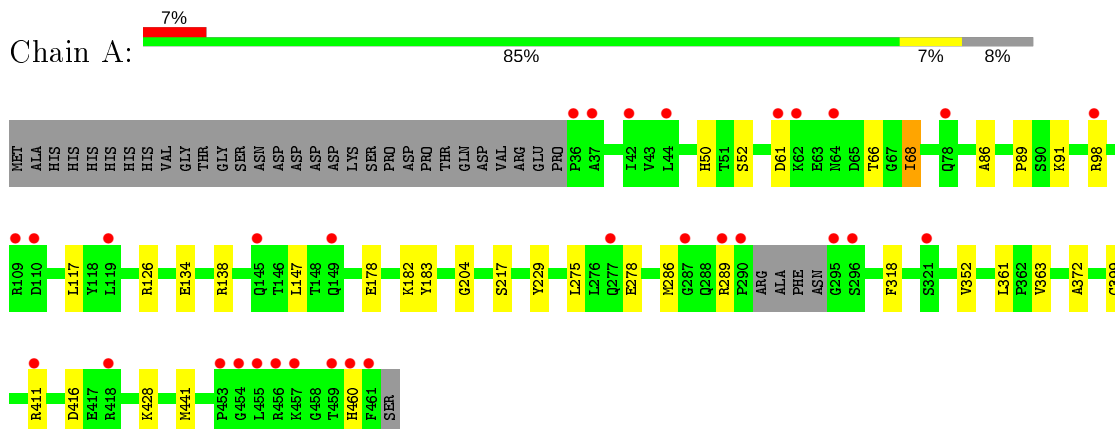 7%
Chain A:
85% 7% 8%
MET ALA HIS HIS HIS HIS HIS HIS HIS VAL GLY THR GLY SER ASN ASP ASP ASP ASP LYS SER PRO ASP PRO THR GLN ASP VAL ARG GLU PRO P36 A37 I42 V43 L44 H50 T51 S52 D61 K62 E63 N64 D65 T66 G67 I68 Q78 A86 P89 S90 K91 R98
R109 D110 L117 Y118 L119 R126 E134 R138 Q145 T146 L147 T148 Q149 E178 K182 Y183 G204 S217 Y229 L275 L276 Q277 E278 M286 G287 Q288 R289 P290 ARG ALA PHE ASN G295 S296 F318 S321 V352 L361 P362 V363 A372
R411 D416 E417 R418 K428 M441 P453 G454 L455 R456 K457 G458 T459 H460 F461 SER